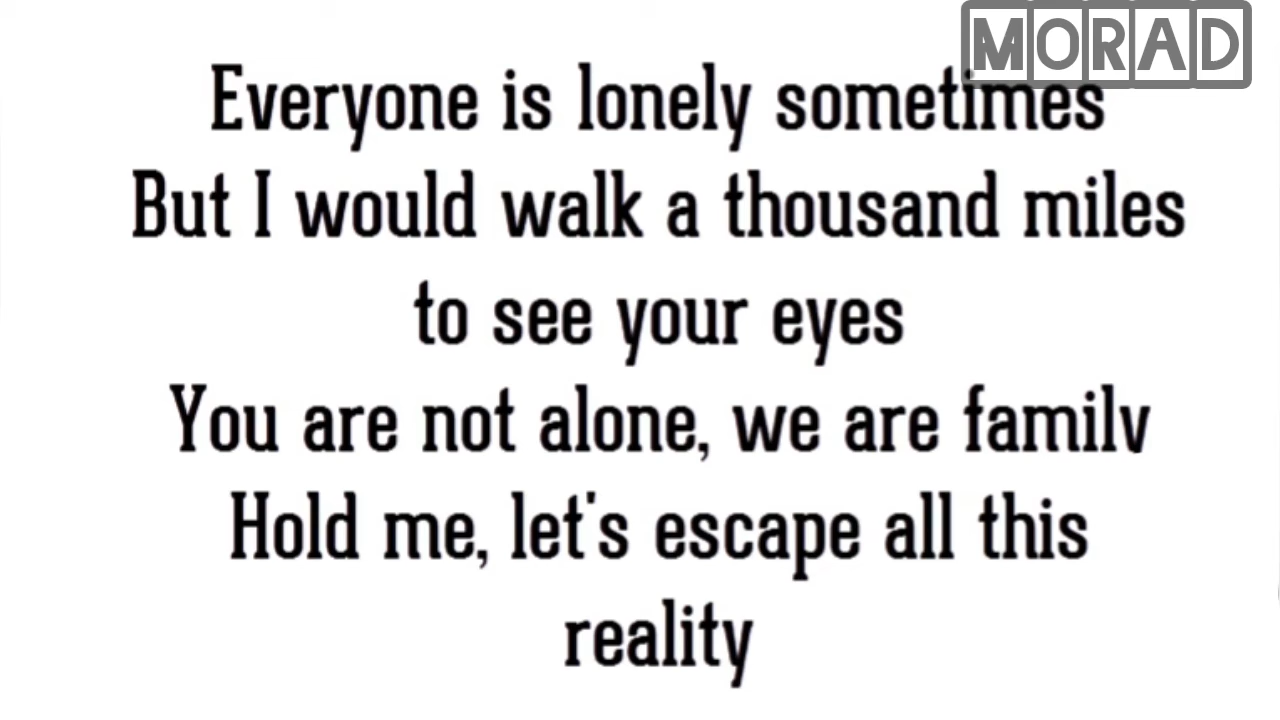 MORAD
Everyone is lonely sometimes
But I would walk a thousand miles
to see your eyes
You are not alone, we are family
Hold me, let's escape all this
reality